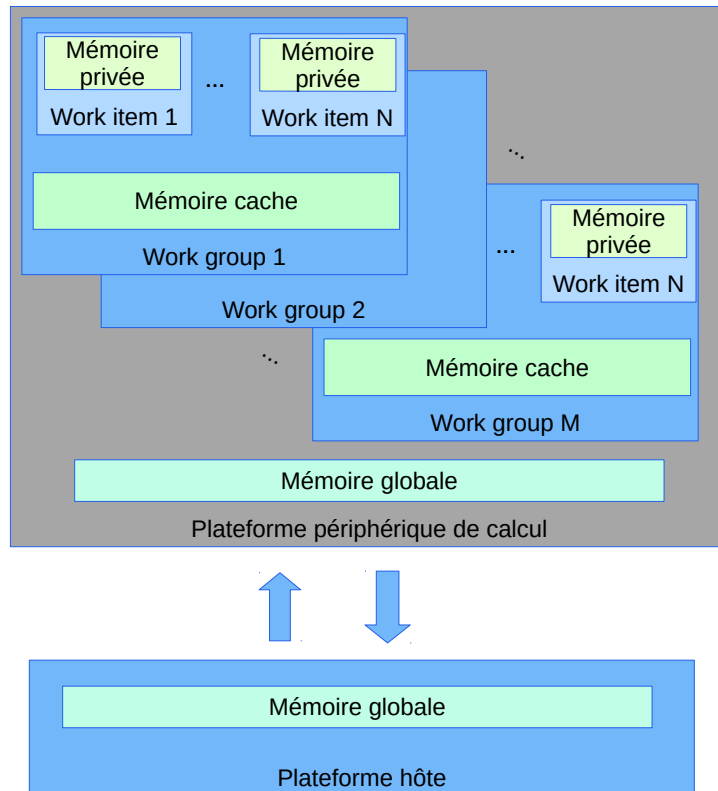 Mémoire privée
...
Mémoire privée
Work item 1
Work item N
...
Mémoire cache
Work group 1
Mémoire privée
...
Work item N
Work group 2
...
Mémoire cache
Work group M
Mémoire globale
Plateforme périphérique de calcul
Mémoire globale
Plateforme hôte